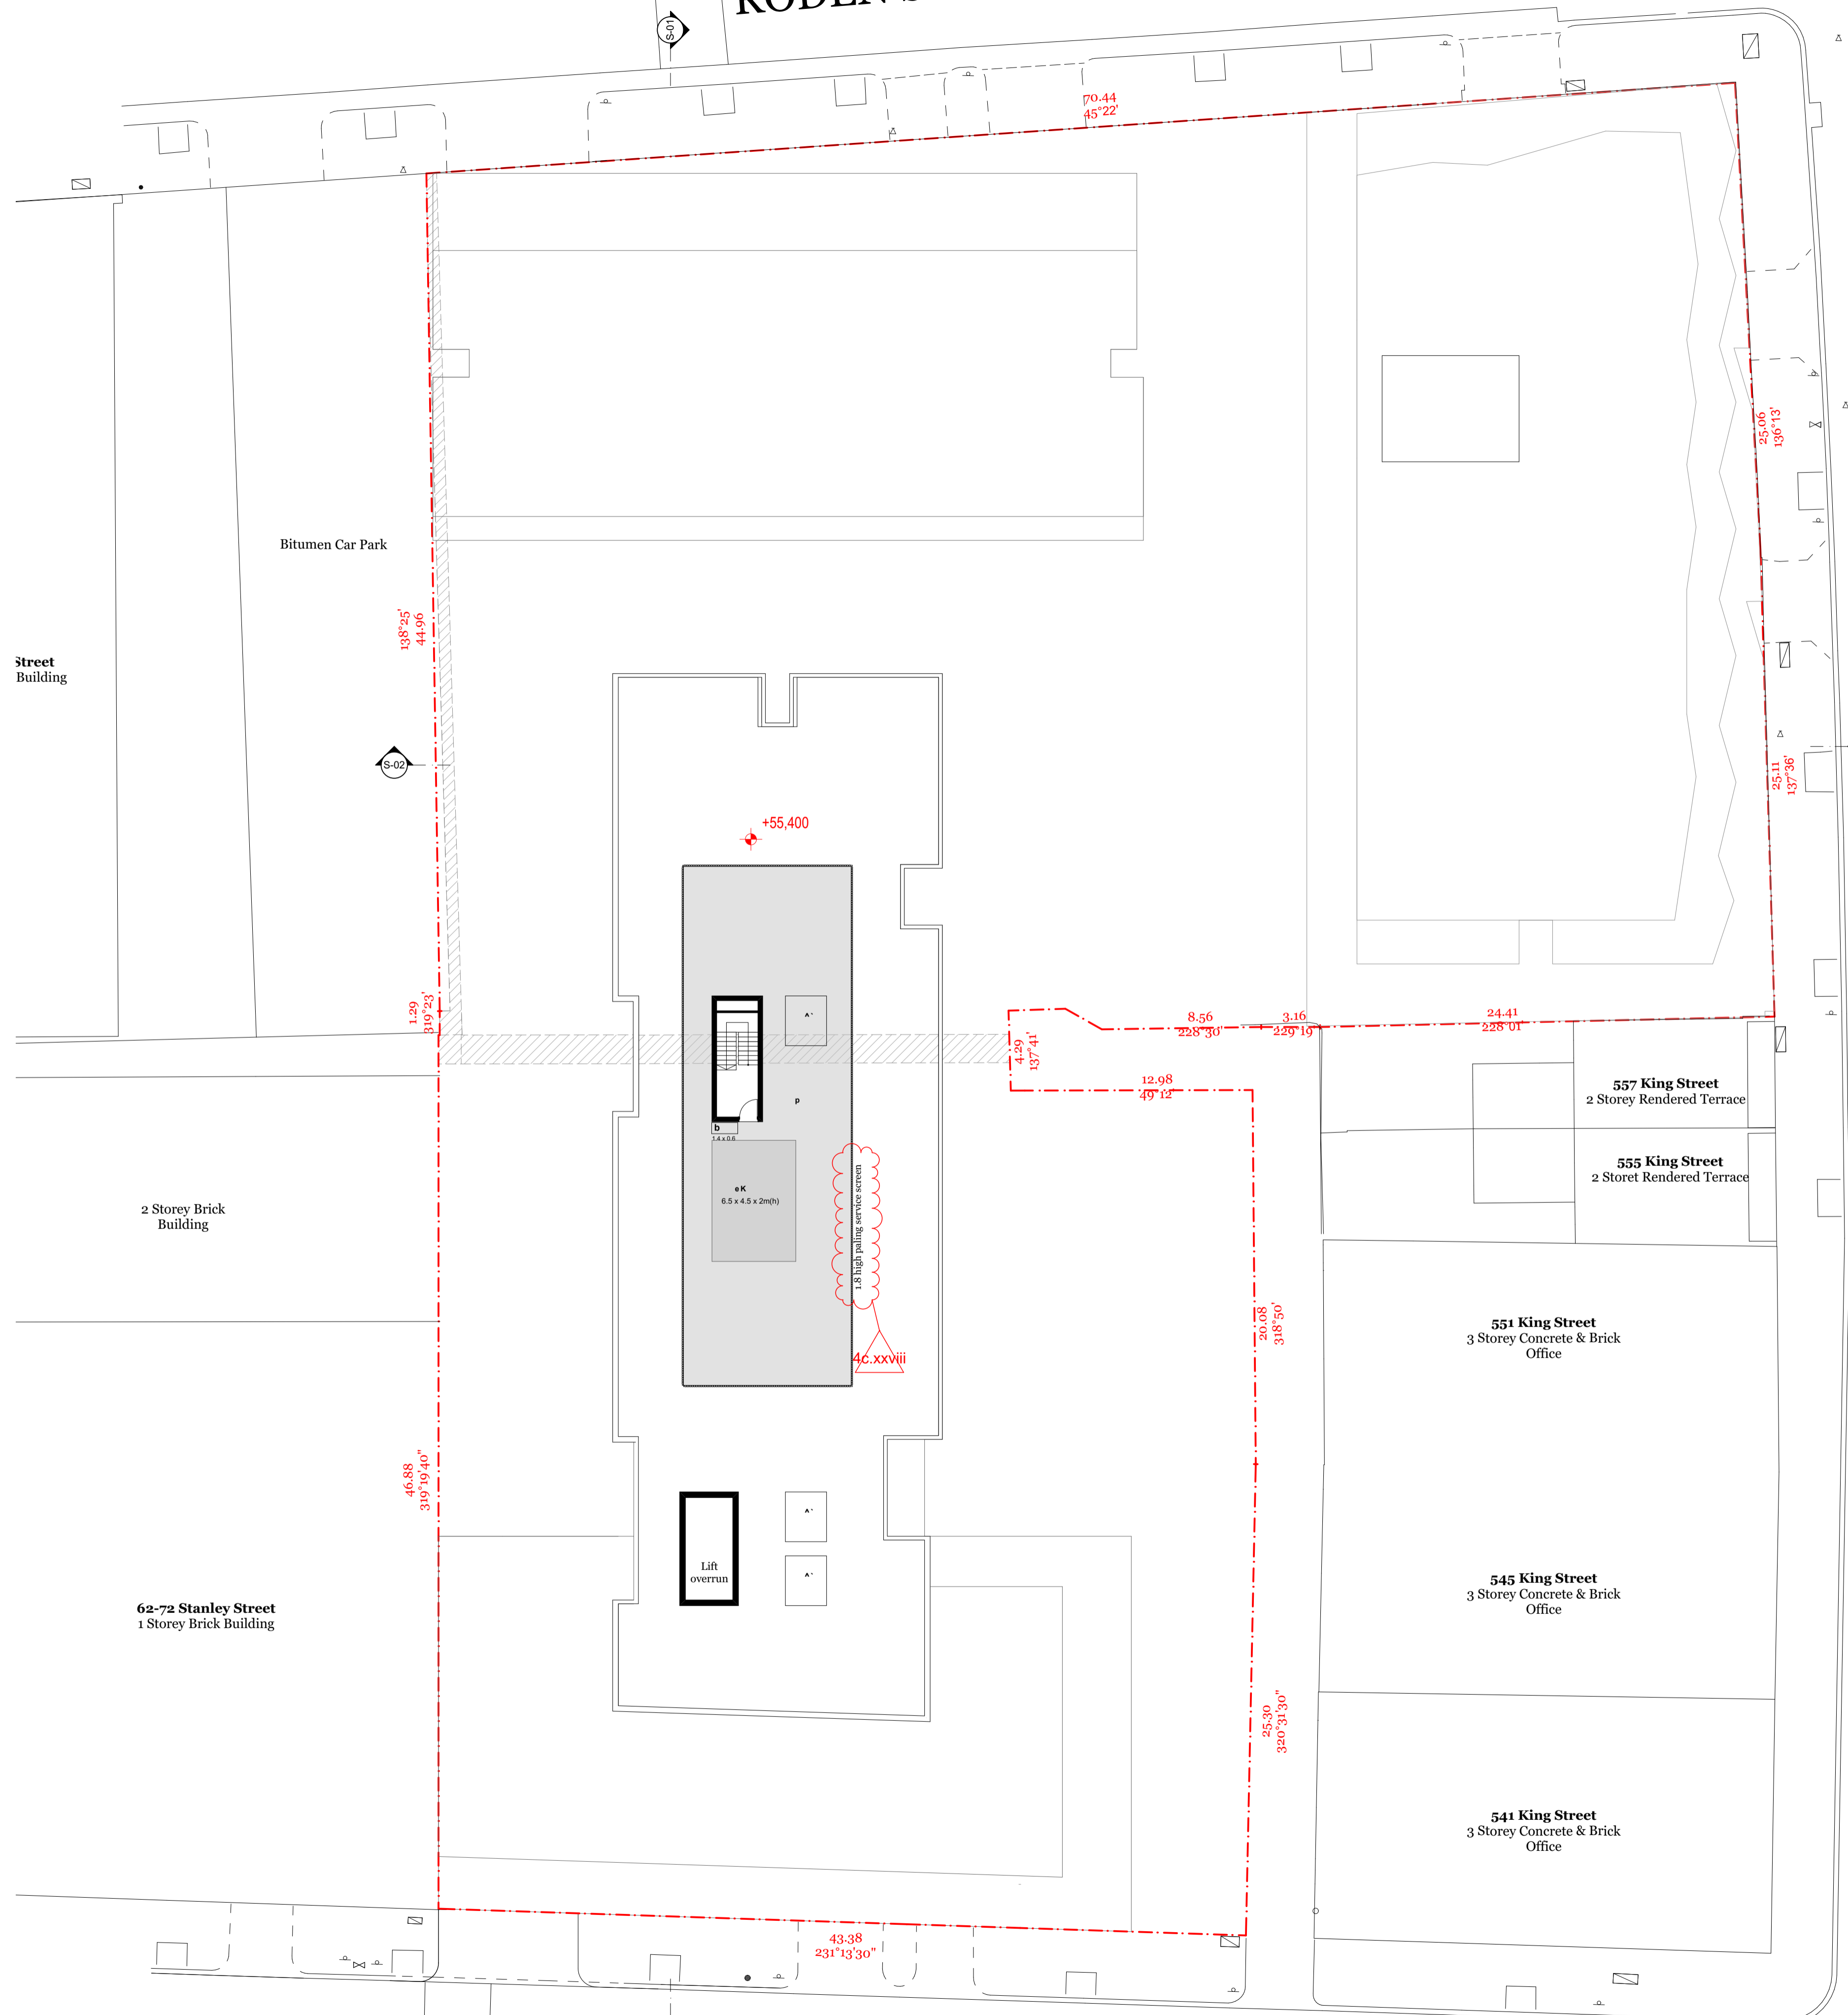 S-01
70.44
45°22'
25.06
136°13'
Bitumen Car Park
138°25'
44.96
Street
Building
S-02
25.11
137°36'
+55,400
1.29
319°23'
8.56
228°30'
3.16
229°19'
24.41
228°01'
4.29
137°41'
12.98
49°12'
557 King Street
2 Storey Rendered Terrace
p
b
1.4 x 0.6
555 King Street
2 Storet Rendered Terrace
e K
6.5 x 4.5 x 2m(h)
1.8 high paling service screen
2 Storey Brick
Building
4c.xxviii
20.08
318°50'
551 King Street
3 Storey Concrete & Brick
Office
46.88
319°19'40"
Lift
overrun
545 King Street
3 Storey Concrete & Brick
Office
62-72 Stanley Street
1 Storey Brick Building
25.30
320°31'30"
541 King Street
3 Storey Concrete & Brick
Office
43.38
231°13'30"